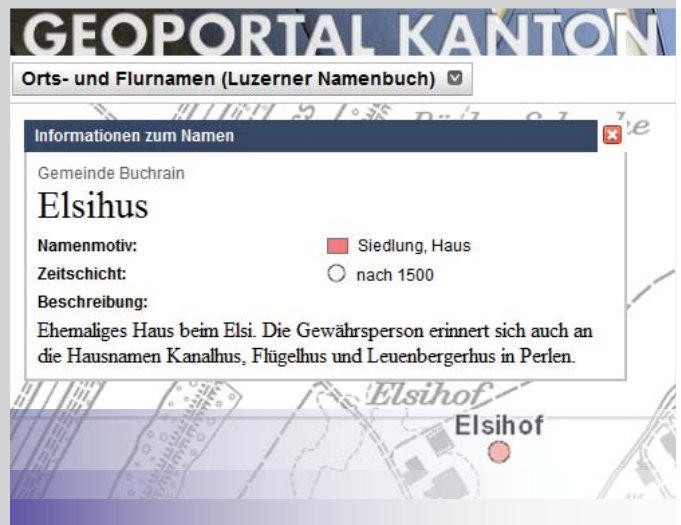 GEOPORTAL KANTON
Orts- und Flurnamen (Luzerner Namenbuch)
Informationen zum Namen
Gemeinde Buchrain
Elsihus
Namenmotiv: Siedlung, Haus
Zeitschicht: nach 1500
Beschreibung:
Ehemaliges Haus beim Elsi. Die Gewährsperson erinnert sich auch an
die Hausnamen Kanalhus, Flügelhus und Leuenbergerhus in Perlen.
Elsihof
Elsihof